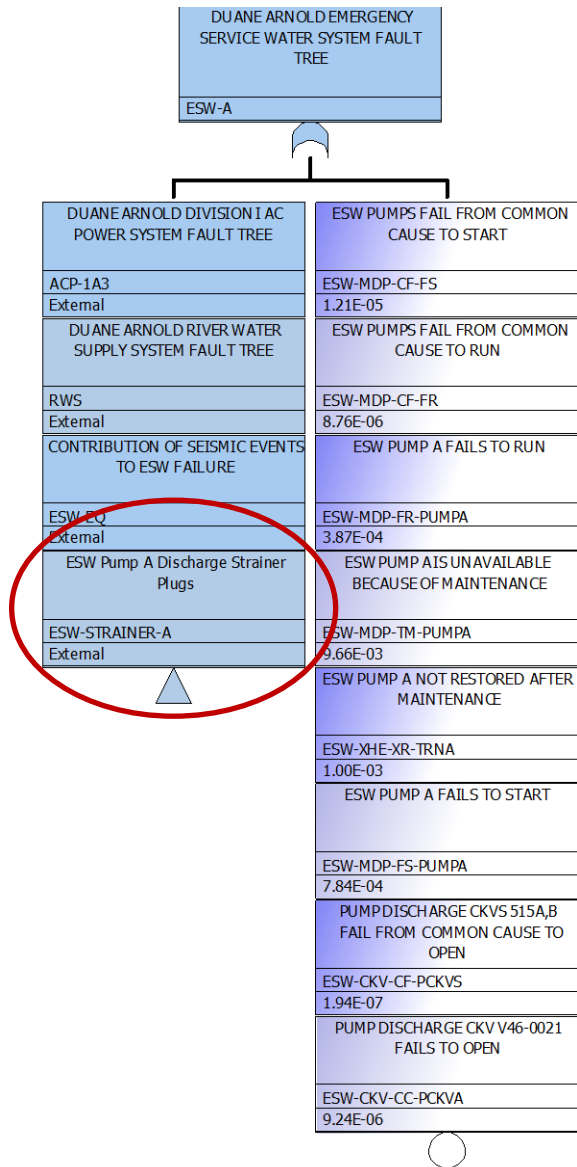 DUANE ARNOLD EMERGENCY
SERVICE WATER SYSTEM FAULT
TREE
ESW-A
DUANE ARNOLD DIVISION I AC
POWER SYSTEM FAULT TREE
ACP-1A3
External
DUANE ARNOLD RIVER WATER
SUPPLY SYSTEM FAULT TREE
RWS
External
CONTRIBUTION OF SEISMIC EVENTS
TO ESW FAILURE
ESW-EQ
External
ESW Pump A Discharge Strainer
Plugs
ESW-STRAINER-A
External
ESW PUMPS FAIL FROM COMMON
CAUSE TO START
ESW-MDP-CF-FS
1.21E-05
ESW PUMPS FAIL FROM COMMON
CAUSE TO RUN
ESW-MDP-CF-FR
8.76E-06
ESW PUMP A FAILS TO RUN
ESW-MDP-FR-PUMPA
3.87E-04
ESW PUMP A IS UNAVAILABLE
BECAUSE OF MAINTENANCE
ESW-MDP-TM-PUMPA
9.66E-03
ESW PUMP A NOT RESTORED AFTER
MAINTENANCE
ESW-XHE-XR-TRNA
1.00E-03
ESW PUMP A FAILS TO START
ESW-MDP-FS-PUMPA
7.84E-04
PUMP DISCHARGE CKVS 515A,B
FAIL FROM COMMON CAUSE TO
OPEN
ESW-CKV-CF-PCKVS
1.94E-07
PUMP DISCHARGE CKV V46-0021
FAILS TO OPEN
ESW-CKV-CC-PCKVA
9.24E-06